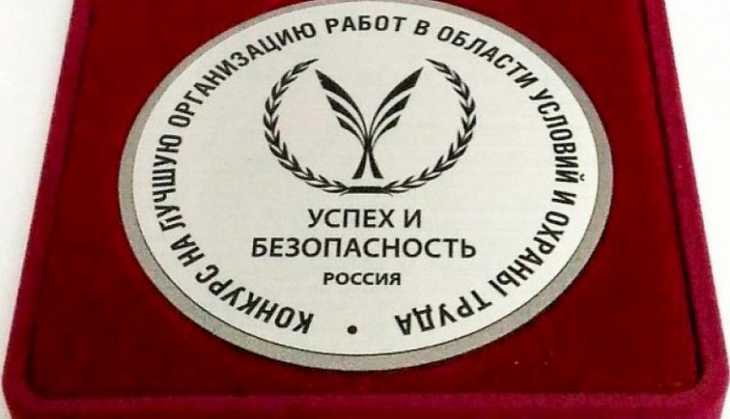 КОНКУРС НА ЛУЧШУЮ ОРГАНИЗАЦИЮ РАБОТ В ОБЛАСТИ УСЛОВИЙ И ОХРАНЫ ТРУДА
УСПЕХ И
БЕЗОПАСНОСТЬ
РОССИЯ